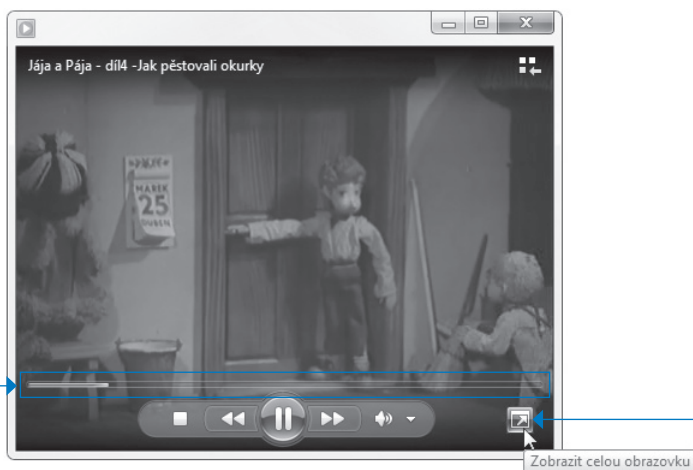 Jája a Pája - díl4 -Jak pěstovali okurky
MAREK
25
DUBEN
Zobrazit celou obrazovku